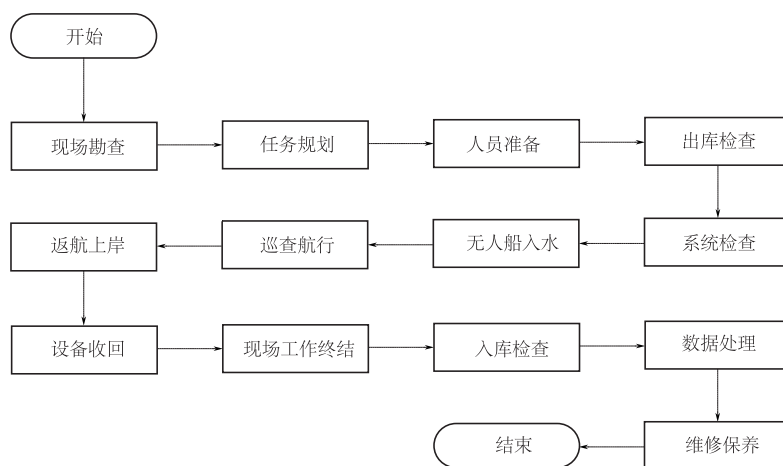 开始
现场勘查
任务规划
人员准备
出库检查
系统检查
无人船入水
巡查航行
返航上岸
设备收回
现场工作终结
入库检查
数据处理
维修保养
结束